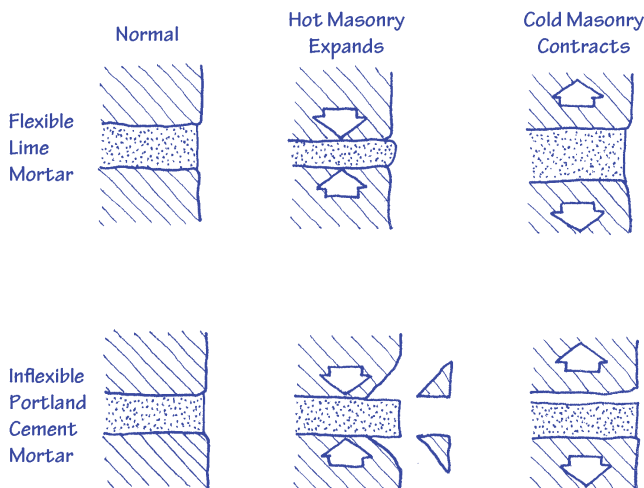 Normal
Hot Masonry
Expands
Cold Masonry
Contracts
Flexible
Lime
Mortar
Inflexible
Portland
Cement
Mortar